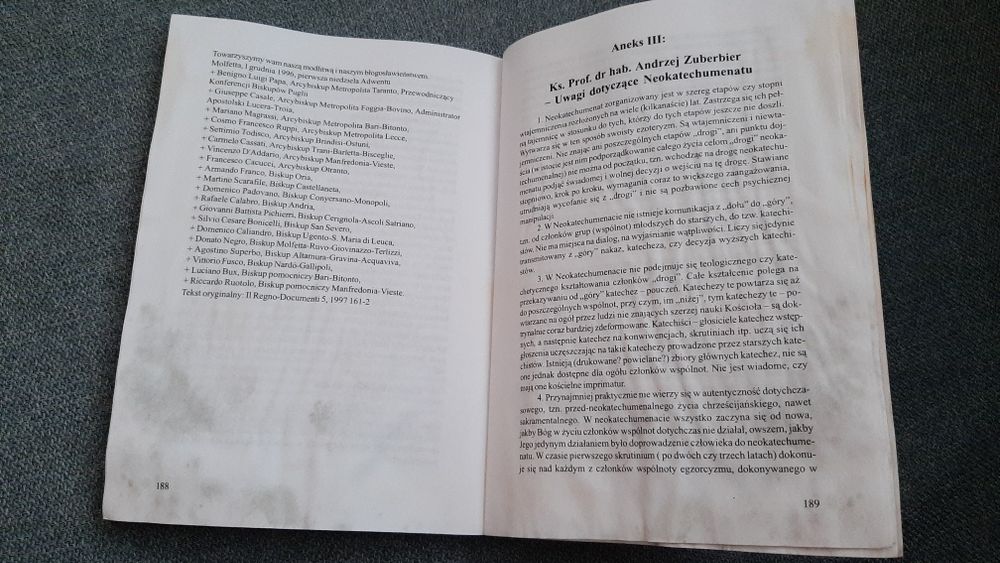 Towarzyszymy wam naszą modlitwą i naszym błogosławieństwem.
Molfetta, I grudnia 1996, pierwsza niedziela Adwentu
+ Benigno Luigi Papa, Arcybiskup Metropolita Taranto, Przewodniczący
Konferencji Biskupów Puglii
+ Giuseppe Casale, Arcybiskup Metropolita Foggia-Bovino, Administrator
Apostolski Lucera-Troia,
+ Mariano Magrassi, Arcybiskup Metropolita Bari-Bitonto,
+ Cosmo Francesco Ruppi, Arcybiskup Metropolita Lecce,
+ Settimio Todisco, Arcybiskup Brindisi-Ostuni,
+ Carmelo Cassati, Arcybiskup Trani-Barletta-Bisceglie,
+ Vincenzo D'Addario, Arcybiskup Manfredonia-Vieste,
+ Francesco Cacucci, Arcybiskup Otranto,
+ Armando Franco, Biskup Oria,
+ Martino Scarafile, Biskup Castellaneta,
+ Domenico Padovano, Biskup Conversano-Monopoli,
+ Rafaele Calabro, Biskup Andria,
+ Giovanni Battista Pichierri, Biskup Cerignola-Ascoli Satriano,
+ Silvio Cesare Bonicelli, Biskup San Severo,
+ Domenico Caliandro, Biskup Ugento-S. Maria di Leuca,
+ Donato Negro, Biskup Molfetta-Ruvo-Giovinazzo-Terlizzi,
+ Agostino Superbo, Biskup Altamura-Gravina-Acquaviva,
+ Vittorio Fusco, Biskup Nardó-Gallipoli,
+ Luciano Bux, Biskup pomocniczy Bari-Bitonto,
+ Riccardo Ruotolo, Biskup pomocniczy Manfredonia-Vieste.
Tekst oryginalny: Il Regno-Documenti 5, 1997 161-2
188
Aneks III:
Ks. Prof. dr hab. Andrzej Zuberbier
– Uwagi dotyczące Neokatechumenatu
1. Neokatechumenat zorganizowany jest w szereg etapów czy stopni
wtajemniczenia rozłożonych na wiele (kilkanaście) lat. Zastrzega się ich peł-
ną tajemnicę w stosunku do tych, którzy do tych etapów jeszcze nie doszli.
Wytwarza się w ten sposób swoisty ezoteryzm. Są wtajemniczeni i niewta-
jemniczeni. Nie znając ani poszczególnych etapów „drogi", ani punktu doj-
ścia (w istocie jest nim podporządkowanie całego życia celom „drogi" neoka-
techumenalnej) nie można od początku, tzn. wchodząc na drogę neokatechu-
menatu podjąć świadomej i wolnej decyzji o wejściu na tę drogę. Stawiane
stopniowo, krok po kroku, wymagania coraz to większego zaangażowania,
utrudniają wycofanie się z „drogi" i nie są pozbawione cech psychicznej
manipulacji
2. W Neokatechumenacie nie istnieje komunikacja z „dołu" do „góry",
tzn. od członków grup (wspólnot) młodszych do starszych, do tzw. katechi-
stów. Nie ma miejsca na dialog, na wyjaśnianie wątpliwości. Liczy się jedynie
transmitowany z „góry" nakaz, katecheza, czy decyzja wyższych katechi-
stów.
3. W Neokatechumenacie nie podejmuje się teologicznego czy kate-
chetycznego kształtowania członków „drogi". Całe kształcenie polega na
przekazywaniu od „góry" katechez – pouczeń. Katechezy te powtarza się aż
do poszczególnych wspólnot, przy czym, im „niżej", tym katechezy te – po-
wtarzane na ogół przez ludzi nie znających szerzej nauki Kościoła – są dok-
trynalnie coraz bardziej zdeformowane. Katechiści – głosiciele katechez wstęp-
nych, a następnie katechez na konwiwencjach, skrutiniach itp. uczą się ich
głoszenia uczęszczając na takie katechezy prowadzone przez starszych kate-
chistów. Istnieją (drukowane? powielane?) zbiory głównych katechez, nie są
one jednak dostępne dla ogółu członków wspólnot. Nie jest wiadome, czy
mają one kościelne imprimatur.
4. Przynajmniej praktycznie nie wierzy się w autentyczność dotychcza-
sowego, tzn. przed-neokatechumenalnego życia chrześcijańskiego, nawet
sakramentalnego. W neokatechumenacie wszystko zaczyna się od nowa,
jakby Bóg w życiu członków wspólnot dotychczas nie działał, owszem, jakby
Jego jedynym działaniem było doprowadzenie człowieka do neokatechume-
natu. W czasie pierwszego skrutinium ( po dwóch czy trzech latach) dokonu-
je się nad każdym z członków wspólnoty egzorcyzmu, dokonywanego w
189